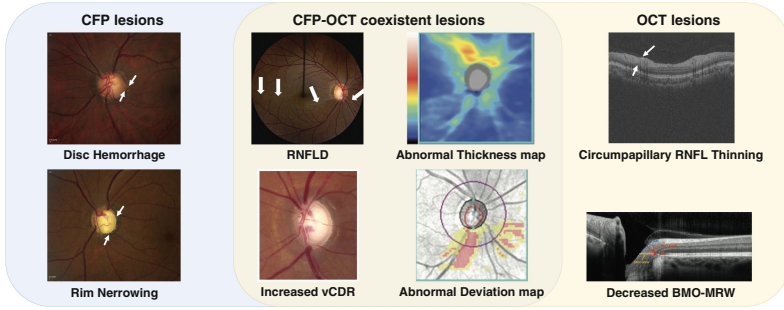 CFP lesions
CFP-OCT coexistent lesions
OCT lesions
Disc Hemorrhage
RNFLD
Abnormal Thickness map
Circumpapillary RNFL Thinning
Rim Nerrowing
Increased vCDR
Abnormal Deviation map
Decreased BMO-MRW